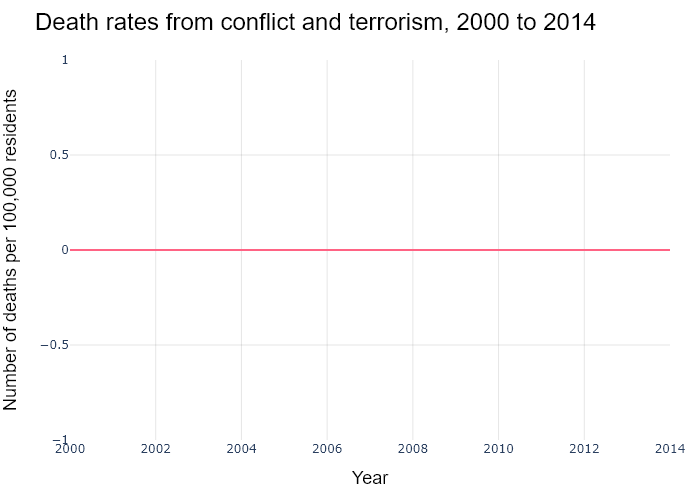 Death rates from conflict and terrorism, 2000 to 2014
Number of deaths per 100,000 residents
1
0.5
0
−0.5
−1
2000 2002 2004 2006 2008 2010 2012 2014
Year